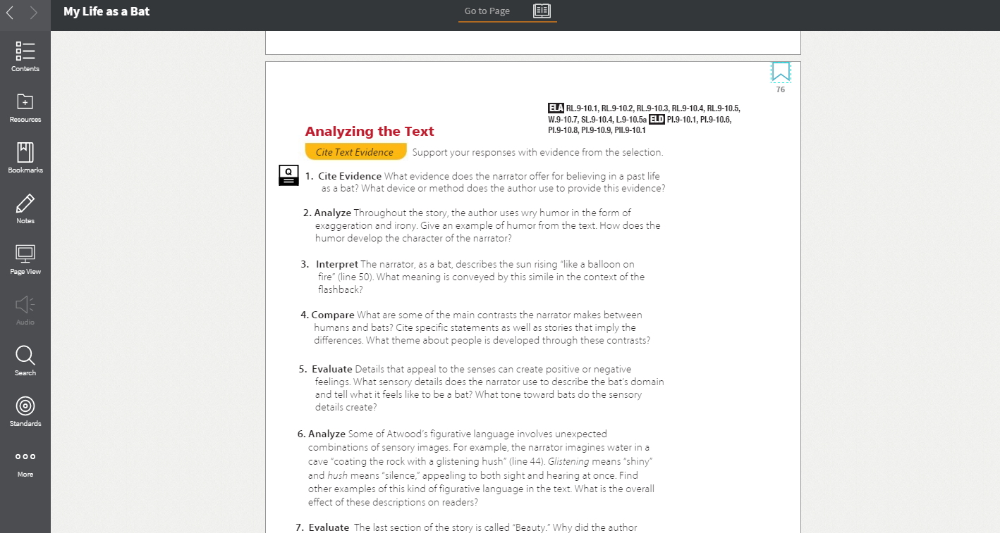 My Life as a Bat
Go to Page
Contents
Resources
Bookmarks
Notes
Page View
Audio
Search
Standards
More
76
ELA RL.9-10.1, RL.9-10.2, RL.9-10.3, RL.9-10.4, RL.9-10.5,
W.9-10.7, SL.9-10.4, L.9-10.5a ELD PI.9-10.1, PI.9-10.6,
PI.9-10.8, PI.9-10.9, PII.9-10.1
Analyzing the Text
Cite Text Evidence Support your responses with evidence from the selection.
Q
1. Cite Evidence What evidence does the narrator offer for believing in a past life
as a bat? What device or method does the author use to provide this evidence?
2. Analyze Throughout the story, the author uses wry humor in the form of
exaggeration and irony. Give an example of humor from the text. How does the
humor develop the character of the narrator?
3. Interpret The narrator, as a bat, describes the sun rising “like a balloon on
fire” (line 50). What meaning is conveyed by this simile in the context of the
flashback?
4. Compare What are some of the main contrasts the narrator makes between
humans and bats? Cite specific statements as well as stories that imply the
differences. What theme about people is developed through these contrasts?
5. Evaluate Details that appeal to the senses can create positive or negative
feelings. What sensory details does the narrator use to describe the bat’s domain
and tell what it feels like to be a bat? What tone toward bats do the sensory
details create?
6. Analyze Some of Atwood’s figurative language involves unexpected
combinations of sensory images. For example, the narrator imagines water in a
cave “coating the rock with a glistening hush” (line 44). Glistening means “shiny”
and hush means “silence,” appealing to both sight and hearing at once. Find
other examples of this kind of figurative language in the text. What is the overall
effect of these descriptions on readers?
7. Evaluate The last section of the story is called “Beauty.” Why did the author